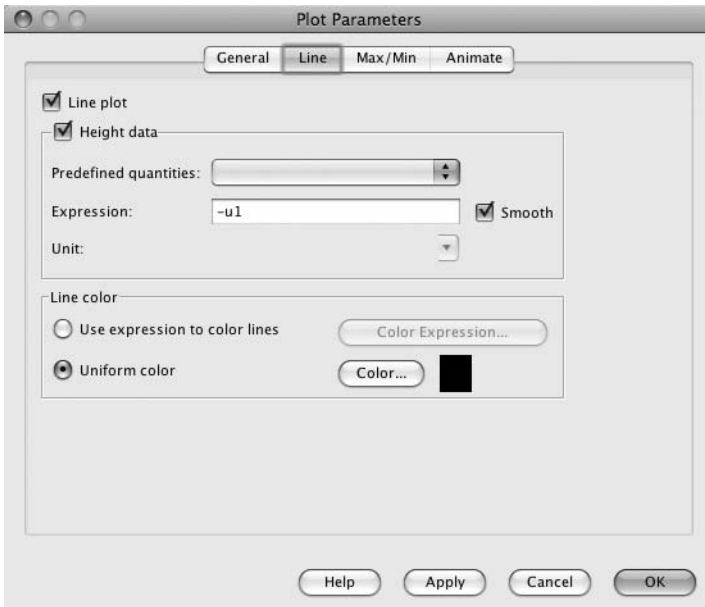 Plot Parameters
General Line Max/Min Animate
Line plot
Height data
Predefined quantities:
Expression: -u1 Smooth
Unit:
Line color
Use expression to color lines Color Expression...
Uniform color Color...
Help Apply Cancel OK